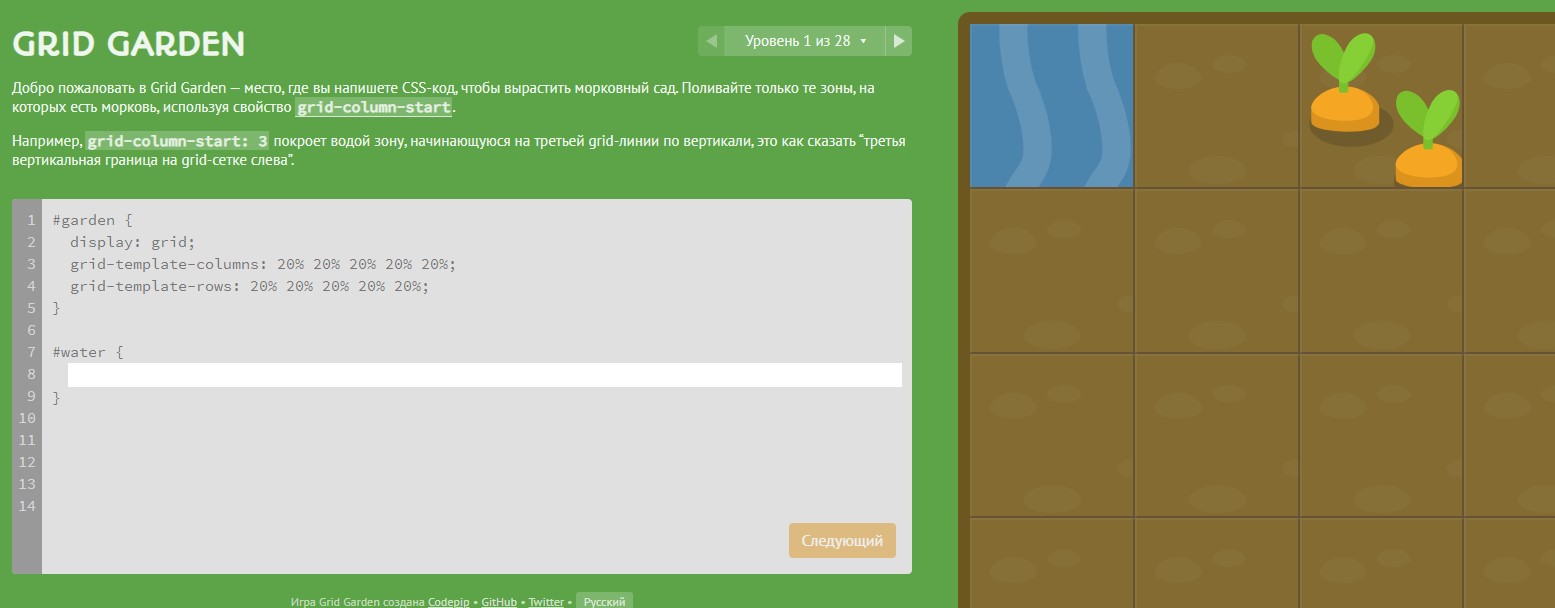 GRID GARDEN
Уровень 1 из 28
Добро пожаловать в Grid Garden — место, где вы напишете CSS-код, чтобы вырастить морковный сад. Поливайте только те зоны, на
которых есть морковь, используя свойство grid-column-start.
Например, grid-column-start: 3 покроет водой зону, начинающуюся на третьей grid-линии по вертикали, это как сказать “третья
вертикальная граница на grid-сетке слева”.
1 #garden {
2 display: grid;
3 grid-template-columns: 20% 20% 20% 20% 20%;
4 grid-template-rows: 20% 20% 20% 20% 20%;
5 }
6
7 #water {
8
9 }
10
11
12
13
14
Следующий
Игра Grid Garden создана Codepip • GitHub • Twitter • Русский